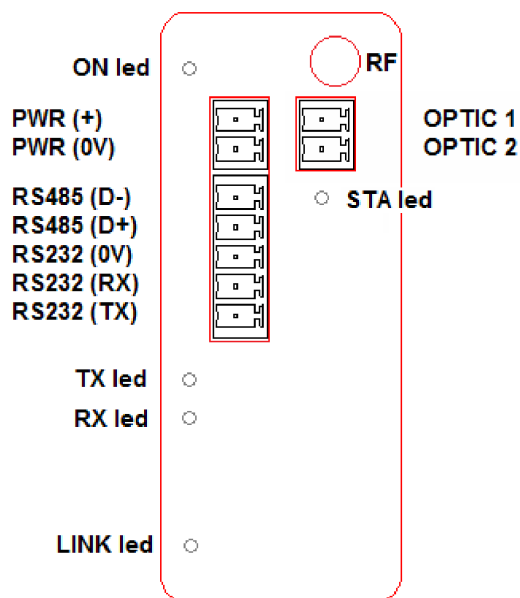 ON led
RF
PWR (+)
OPTIC 1
PWR (0V)
OPTIC 2
RS485 (D-)
STA led
RS485 (D+)
RS232 (0V)
RS232 (RX)
RS232 (TX)
TX led
RX led
LINK led